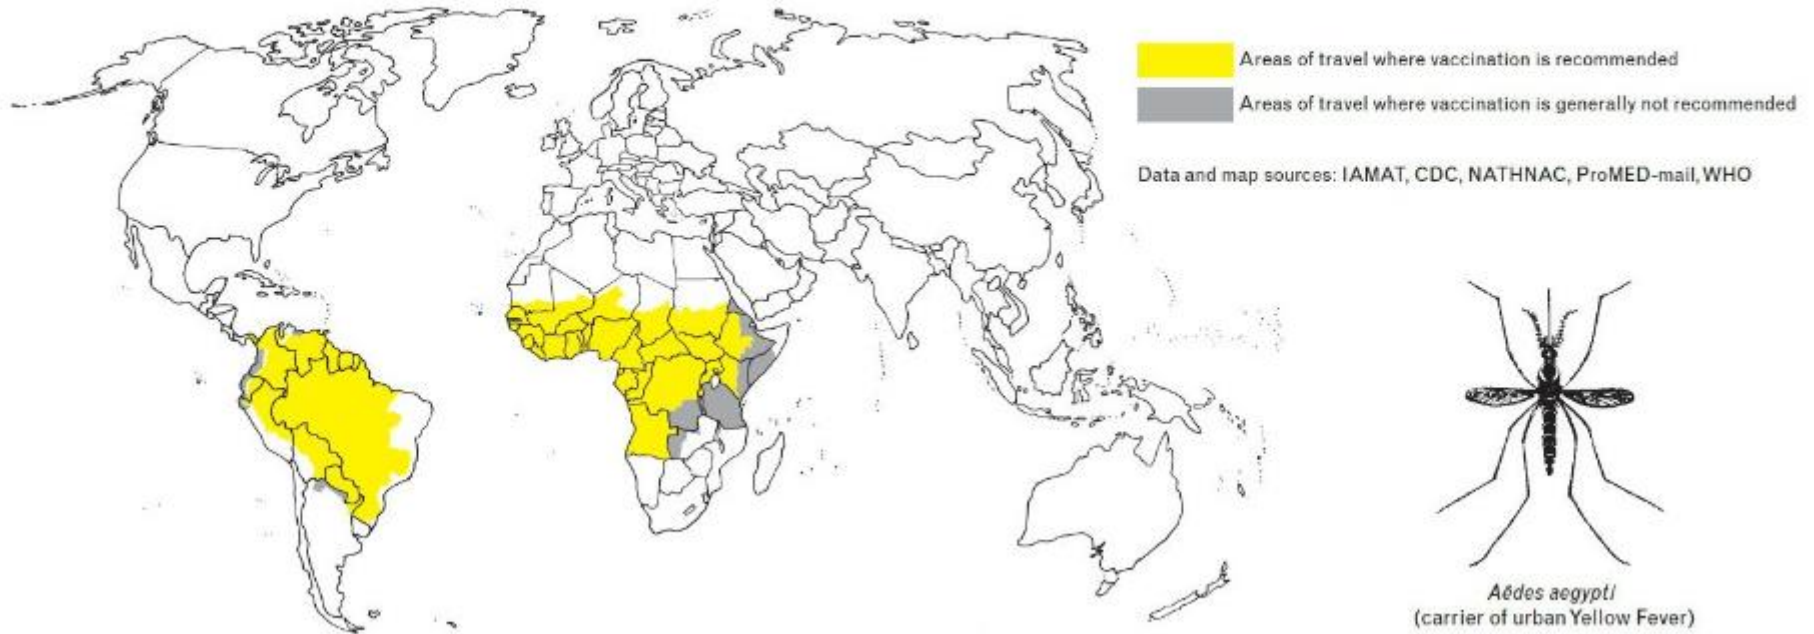 Areas of travel where vaccination is recommended
Areas of travel where vaccination is generally not recommended
Data and map sources: IAMAT, CDC, NATHNAC, ProMED-mail, WHO
Aëdes aegypti
(carrier of urban Yellow Fever)